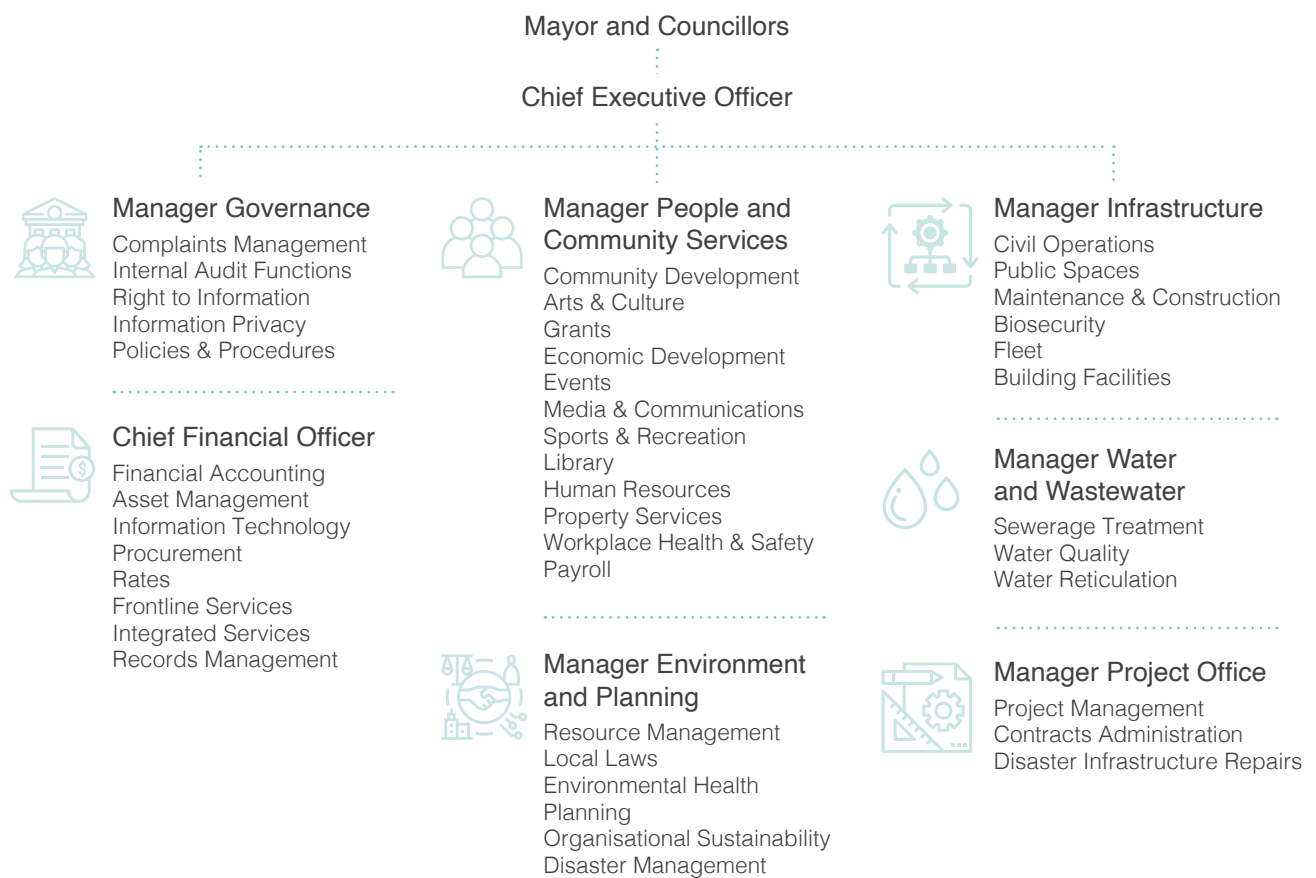 Mayor and Councillors
Chief Executive Officer
Manager Governance
Complaints Management
Internal Audit Functions
Right to Information
Information Privacy
Policies & Procedures
Chief Financial Officer
Financial Accounting
Asset Management
Information Technology
Procurement
Rates
Frontline Services
Integrated Services
Records Management
Manager People and
Community Services
Community Development
Arts & Culture
Grants
Economic Development
Events
Media & Communications
Sports & Recreation
Library
Human Resources
Property Services
Workplace Health & Safety
Payroll
Manager Environment
and Planning
Resource Management
Local Laws
Environmental Health
Planning
Organisational Sustainability
Disaster Management
Manager Infrastructure
Civil Operations
Public Spaces
Maintenance & Construction
Biosecurity
Fleet
Building Facilities
Manager Water
and Wastewater
Sewerage Treatment
Water Quality
Water Reticulation
Manager Project Office
Project Management
Contracts Administration
Disaster Infrastructure Repairs